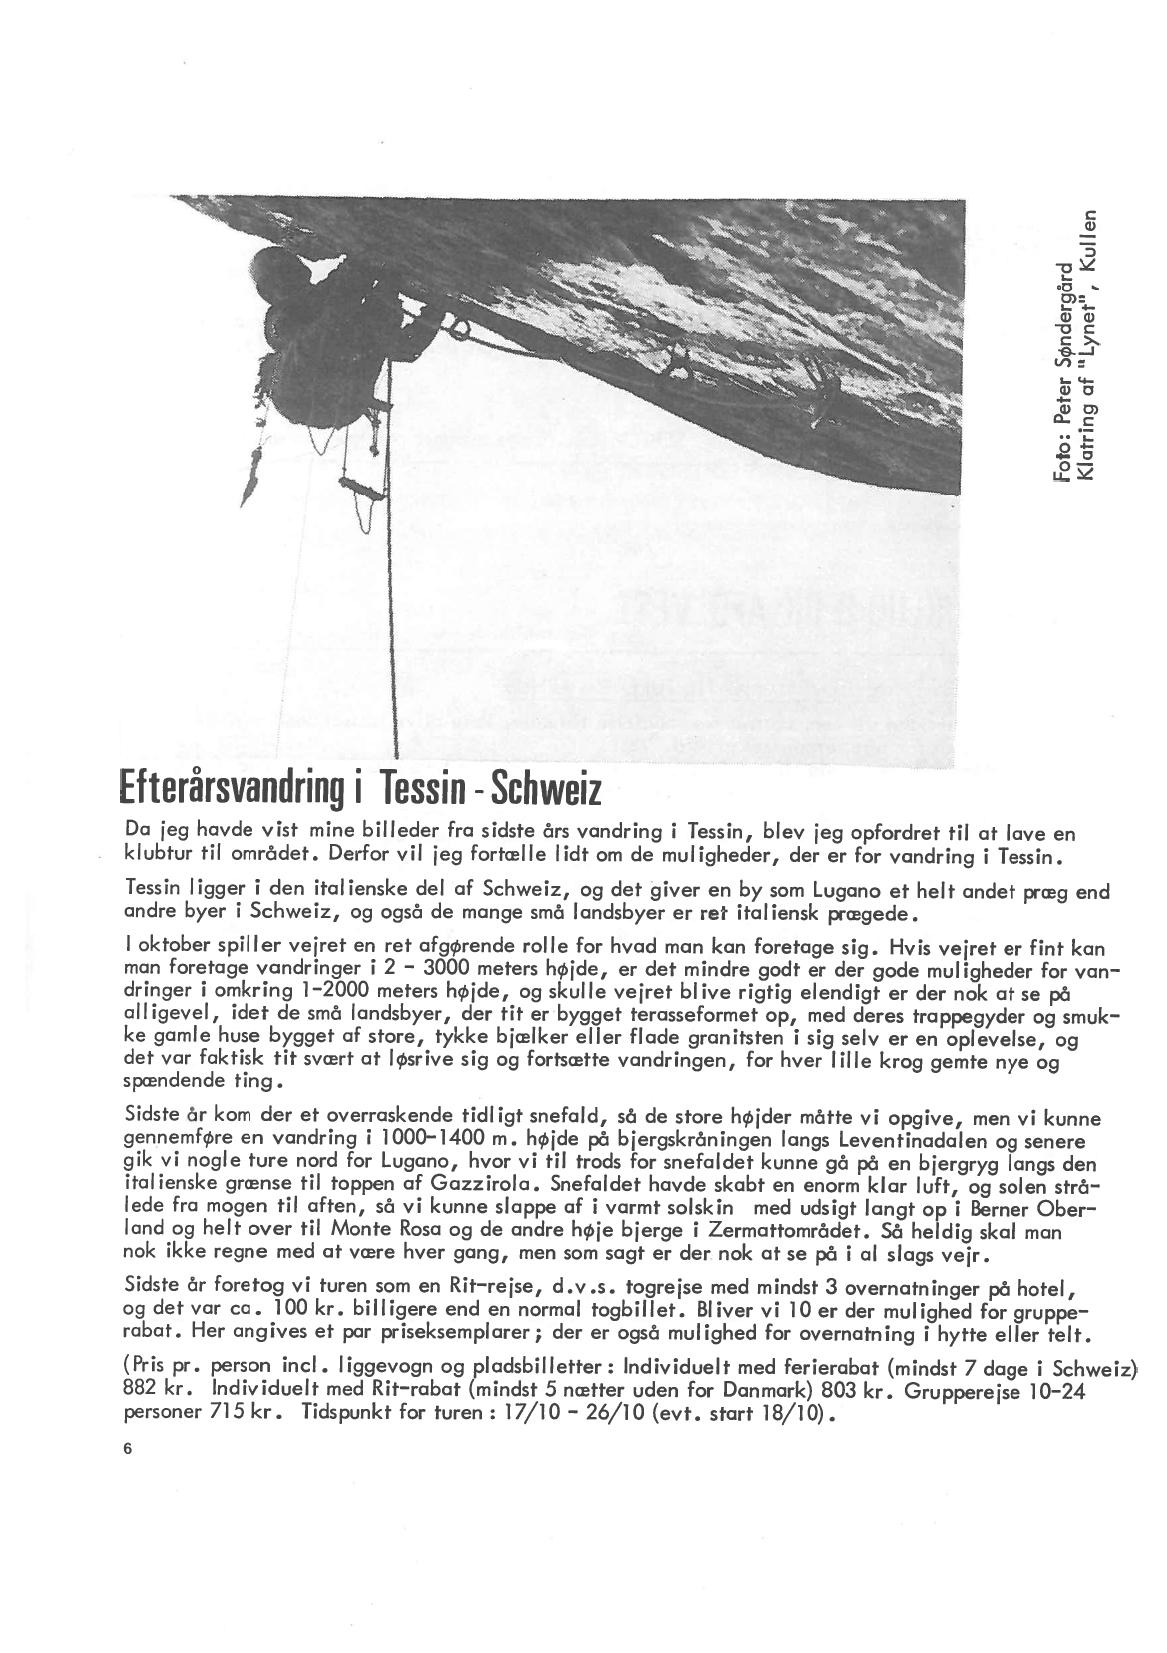 Foto: Peter Søndergård
Klatring af "Lynet", Kullen
Efterårsvandring i Tessin - Schweiz
Da jeg havde vist mine billeder fra sidste års vandring i Tessin, blev jeg opfordret til at lave en
klubtur til området. Derfor vil jeg fortælle lidt om de muligheder, der er for vandring i Tessin.
Tessin ligger i den italienske del af Schweiz, og det giver en by som Lugano et helt andet præg end
andre byer i Schweiz, og også de mange små landsbyer er ret italiensk prægede.
I oktober spiller vejret en ret afgørende rolle for hvad man kan foretage sig. Hvis vejret er fint kan
man foretage vandringer i 2 - 3000 meters højde, er det mindre godt er der gode muligheder for van-
dringer i omkring 1-2000 meters højde, og skulle vejret blive rigtig elendigt er der nok at se på
alligevel, idet de små landsbyer, der tit er bygget terasseformet op, med deres trappegyder og smuk-
ke gamle huse bygget af store, tykke bjælker eller flade granitsten i sig selv er en oplevelse, og
det var faktisk tit svært at løsrive sig og fortsætte vandringen, for hver lille krog gemte nye og
spændende ting.
Sidste år kom der et overraskende tidligt snefald, så de store højder måtte vi opgive, men vi kunne
gennemføre en vandring i 1000-1400 m. højde på bjergskråningen langs Leventinadalen og senere
gik vi nogle ture nord for Lugano, hvor vi til trods for snefaldet kunne gå på en bjergryg langs den
italienske grænse til toppen af Gazzirola. Snefaldet havde skabt en enorm klar luft, og solen strå-
lede fra mogen til aften, så vi kunne slappe af i varmt solskin med udsigt langt op i Berner Ober-
land og helt over til Monte Rosa og de andre høje bjerge i Zermattområdet. Så heldig skal man
nok ikke regne med at være hver gang, men som sagt er der nok at se på i al slags vejr.
Sidste år foretog vi turen som en Rit-rejse, d.v.s. togrejse med mindst 3 overnatninger på hotel,
og det var ca. 100 kr. billigere end en normal togbillet. Bliver vi 10 er der mulighed for gruppe-
rabat. Her angives et par priseksemplarer; der er også mulighed for overnatning i hytte eller telt.
(Pris pr. person incl. liggevogn og pladsbilletter: Individuelt med ferierabat (mindst 7 dage i Schweiz)
882 kr. Individuelt med Rit-rabat (mindst 5 nætter uden for Danmark) 803 kr. Grupperejse 10-24
personer 715 kr. Tidspunkt for turen : 17/10 - 26/10 (evt. start 18/10).
6